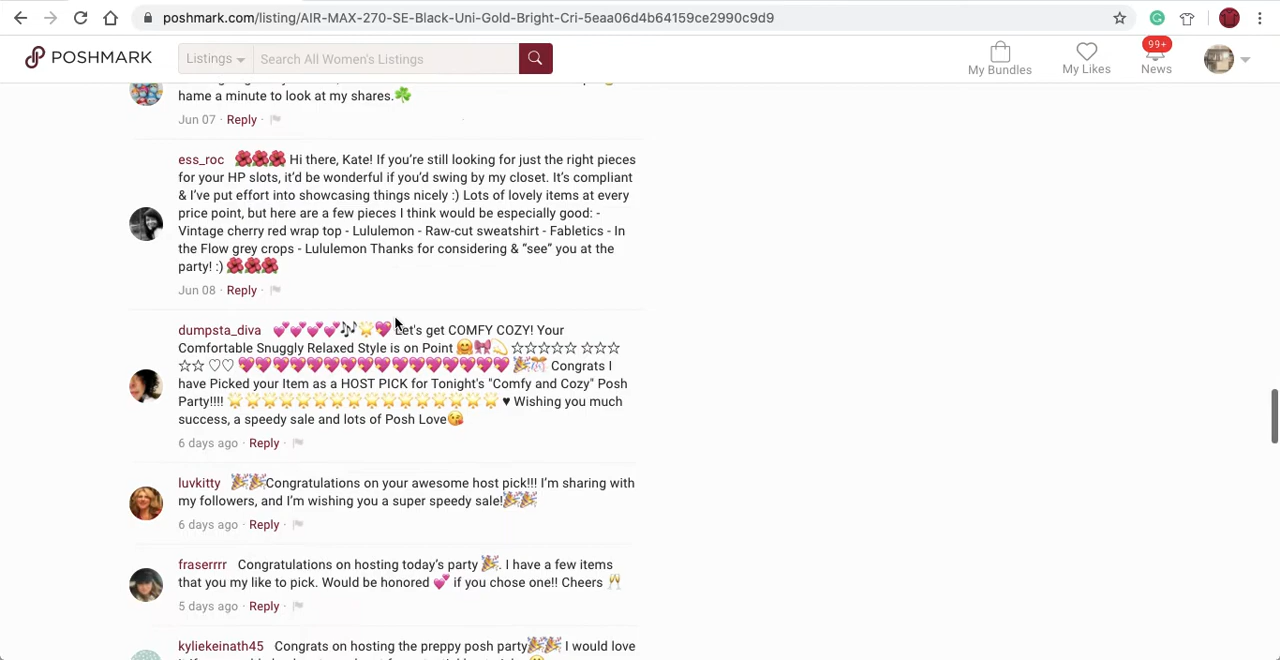 poshmark.com/listing/AIR-MAX-270-SE-Black-Uni-Gold-Bright-Cri-5eaa06d4b64159ce2990c9d9
POSHMARK
Listings
Search All Women's Listings
My Bundles
My Likes
99+
News
hame a minute to look at my shares.🍀
Jun 07 · Reply ·
ess_roc 🌺🌺🌺 Hi there, Kate! If you're still looking for just the right pieces
for your HP slots, it'd be wonderful if you'd swing by my closet. It's compliant
& I've put effort into showcasing things nicely :) Lots of lovely items at every
price point, but here are a few pieces I think would be especially good: -
Vintage cherry red wrap top - Lululemon - Raw-cut sweatshirt - Fabletics - In
the Flow grey crops - Lululemon Thanks for considering & “see” you at the
party! :) 🌺🌺🌺
Jun 08 · Reply ·
dumpsta_diva 💕💕💕💕🎶🌟💖 Let's get COMFY COZY! Your
Comfortable Snuggly Relaxed Style is on Point 🤗🎀💫 ☆☆☆☆☆ ☆☆☆
☆☆ ♡♡ 💖💖💖💖💖💖💖💖💖💖💖💖💖💖💖💖 🎉🎊 Congrats I
have Picked your Item as a HOST PICK for Tonight's "Comfy and Cozy" Posh
Party!!!! 🌟🌟🌟🌟🌟🌟🌟🌟🌟🌟🌟🌟🌟🌟🌟🌟 ♥ Wishing you much
success, a speedy sale and lots of Posh Love😘
6 days ago · Reply ·
luvkitty 🎉🎉Congratulations on your awesome host pick!!! I'm sharing with
my followers, and I'm wishing you a super speedy sale!🎉🎉
6 days ago · Reply ·
fraserrrr Congratulations on hosting today's party 🎉. I have a few items
that you my like to pick. Would be honored 💕 if you chose one!! Cheers 🥂
5 days ago · Reply ·
kyliekeinath45 Congrats on hosting the preppy posh party🎉🎉 I would love